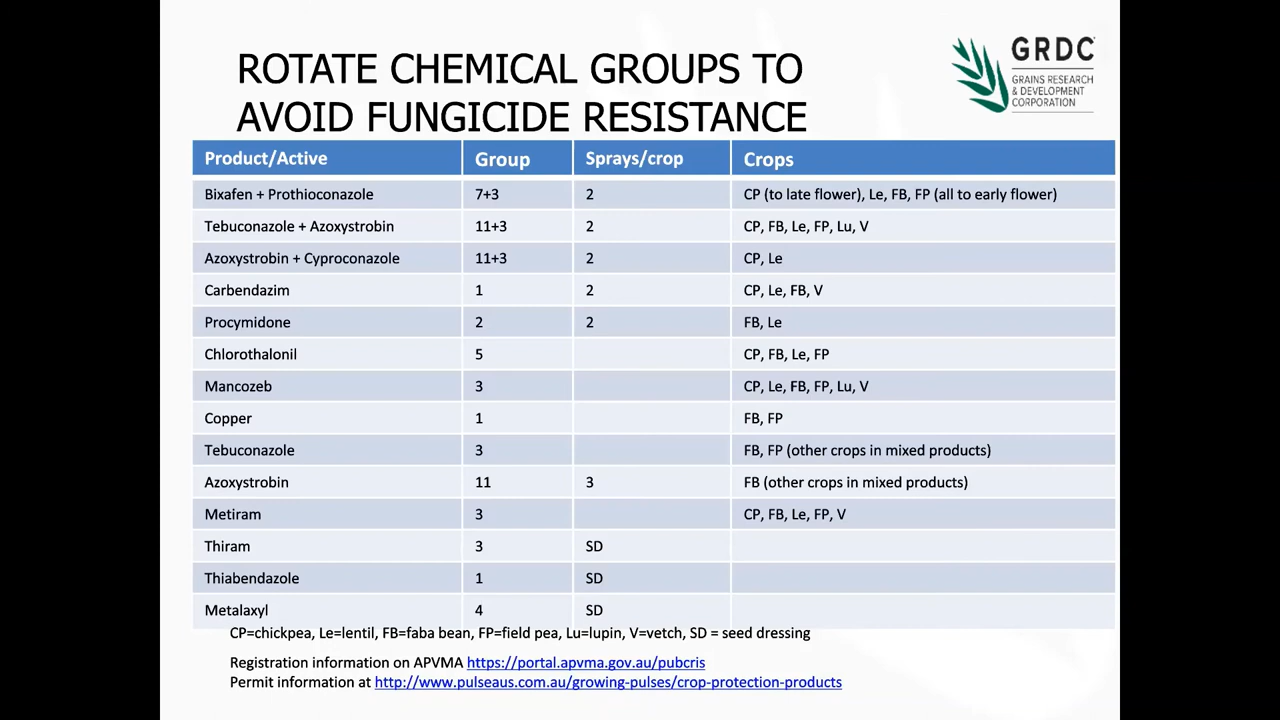 ROTATE CHEMICAL GROUPS TO
AVOID FUNGICIDE RESISTANCE
GRDC
GRAINS RESEARCH
& DEVELOPMENT
CORPORATION
Product/Active Group Sprays/crop Crops
Bixafen + Prothioconazole 7+3 2 CP (to late flower), Le, FB, FP (all to early flower)
Tebuconazole + Azoxystrobin 11+3 2 CP, FB, Le, FP, Lu, V
Azoxystrobin + Cyproconazole 11+3 2 CP, Le
Carbendazim 1 2 CP, Le, FB, V
Procymidone 2 2 FB, Le
Chlorothalonil 5 CP, FB, Le, FP
Mancozeb 3 CP, Le, FB, FP, Lu, V
Copper 1 FB, FP
Tebuconazole 3 FB, FP (other crops in mixed products)
Azoxystrobin 11 3 FB (other crops in mixed products)
Metiram 3 CP, FB, Le, FP, V
Thiram 3 SD
Thiabendazole 1 SD
Metalaxyl 4 SD
CP=chickpea, Le=lentil, FB=faba bean, FP=field pea, Lu=lupin, V=vetch, SD = seed dressing
Registration information on APVMA https://portal.apvma.gov.au/pubcris
Permit information at http://www.pulseaus.com.au/growing-pulses/crop-protection-products